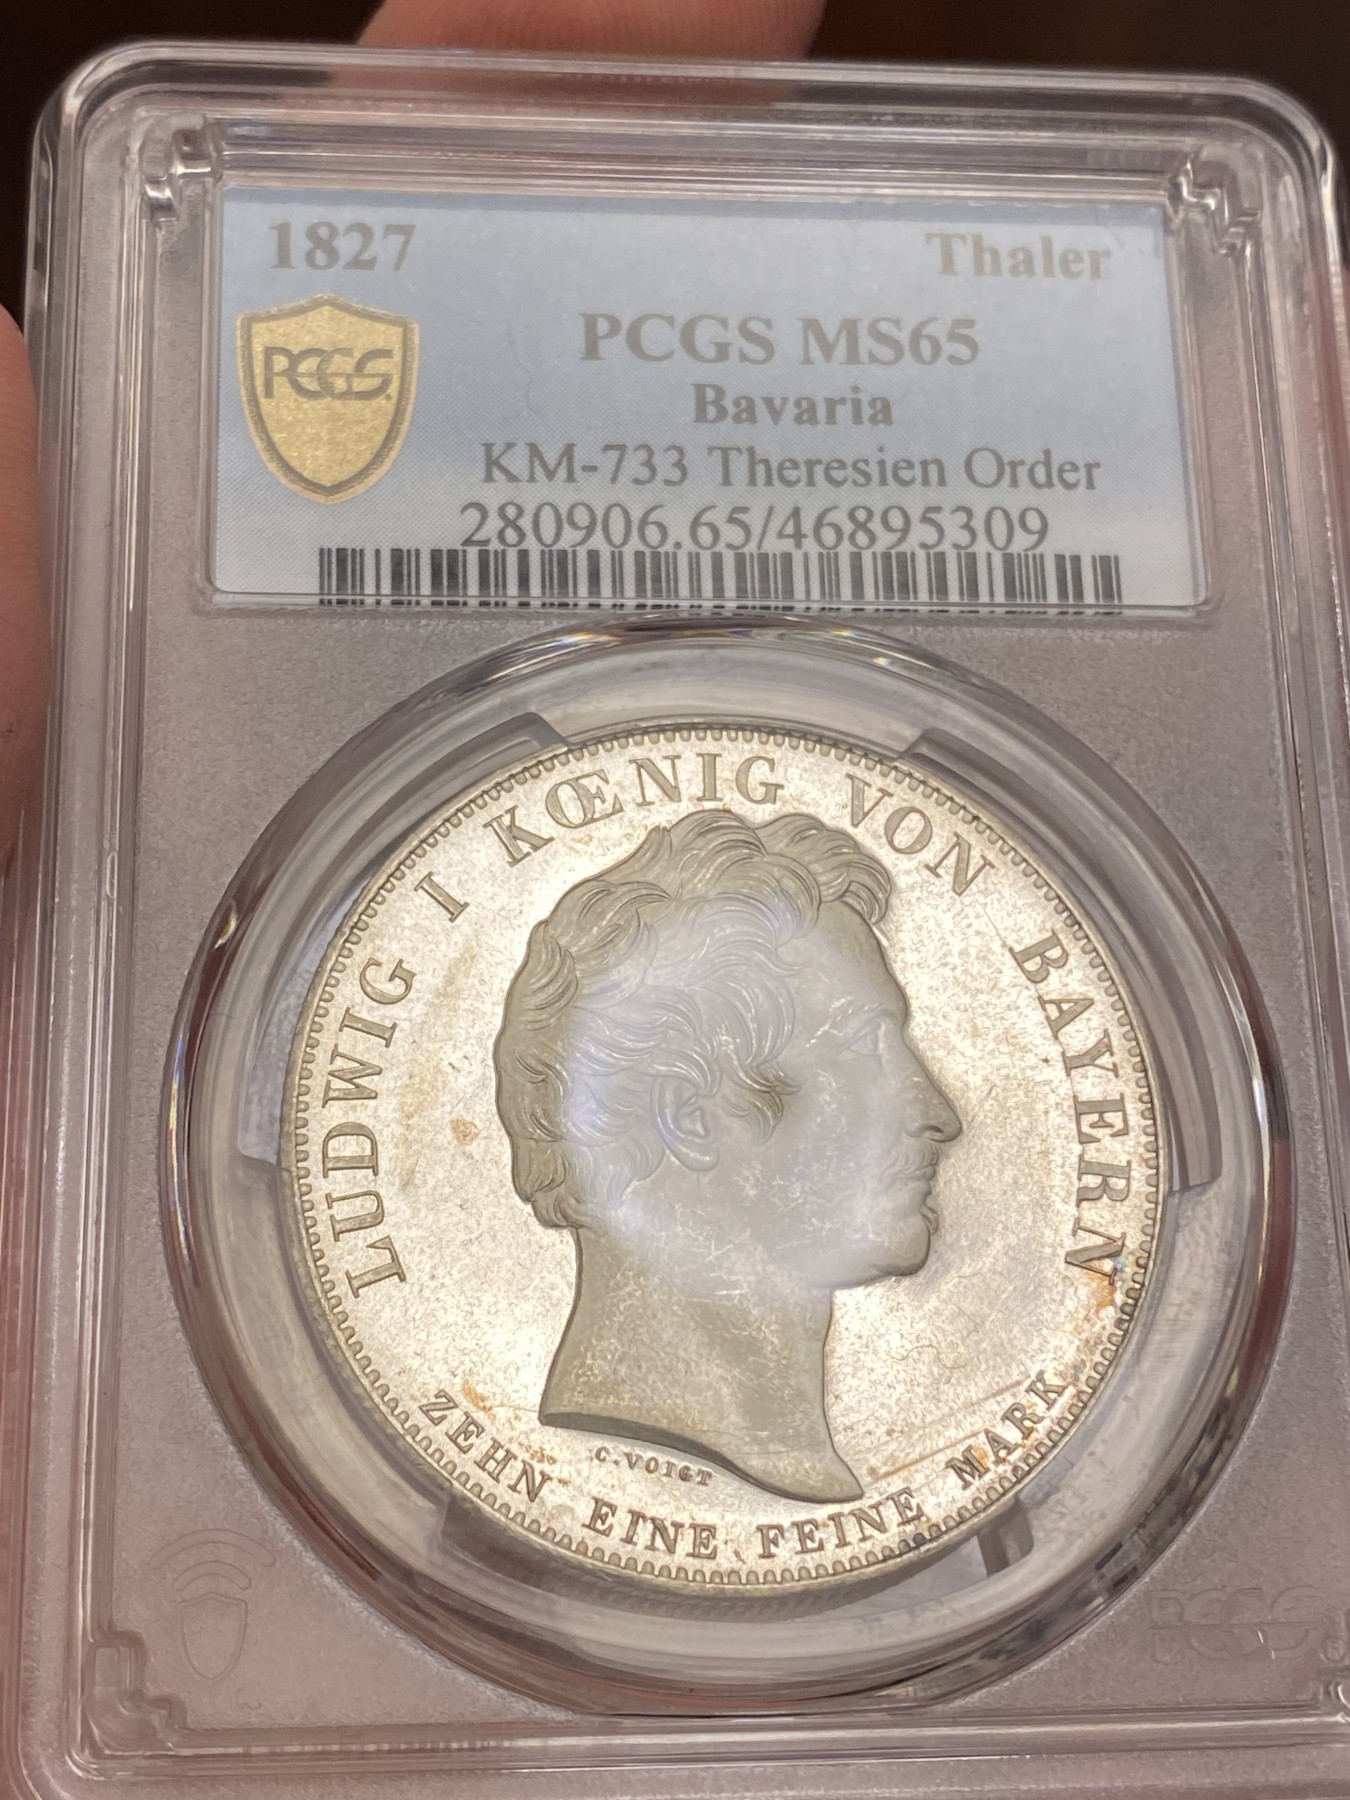 1827 Thaler
PCGS
PCGS MS65
Bavaria
KM-733 Theresien Order
280906.65/46895309
LUDWIG I KŒNIG VON BAYERN
C.VOIGT
ZEHN EINE FEINE MARK
PCGS